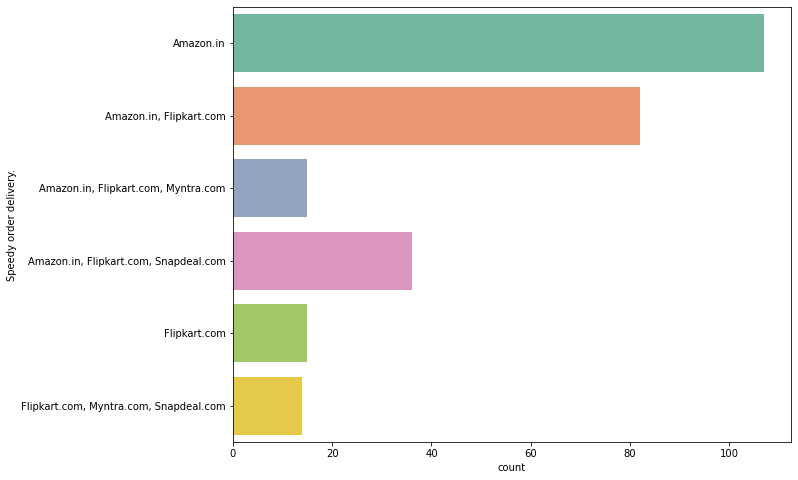 Speedy order delivery.
Amazon.in
Amazon.in, Flipkart.com
Amazon.in, Flipkart.com, Myntra.com
Amazon.in, Flipkart.com, Snapdeal.com
Flipkart.com
Flipkart.com, Myntra.com, Snapdeal.com
0 20 40 60 80 100
count